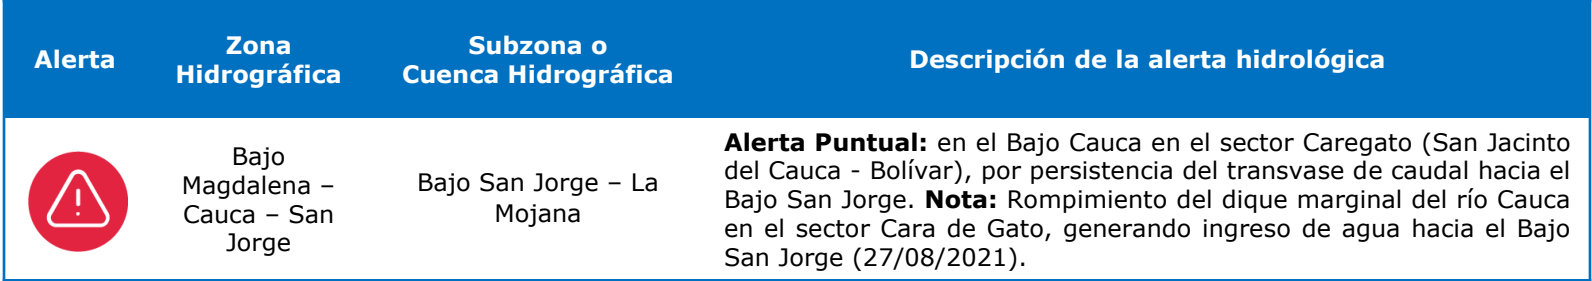 Alerta
Zona
Hidrográfica
Subzona o
Cuenca Hidrográfica
Descripción de la alerta hidrológica
Bajo
Magdalena –
Cauca – San
Jorge
Bajo San Jorge – La
Mojana
Alerta Puntual: en el Bajo Cauca en el sector Caregato (San Jacinto
del Cauca - Bolívar), por persistencia del transvase de caudal hacia el
Bajo San Jorge. Nota: Rompimiento del dique marginal del río Cauca
en el sector Cara de Gato, generando ingreso de agua hacia el Bajo
San Jorge (27/08/2021).